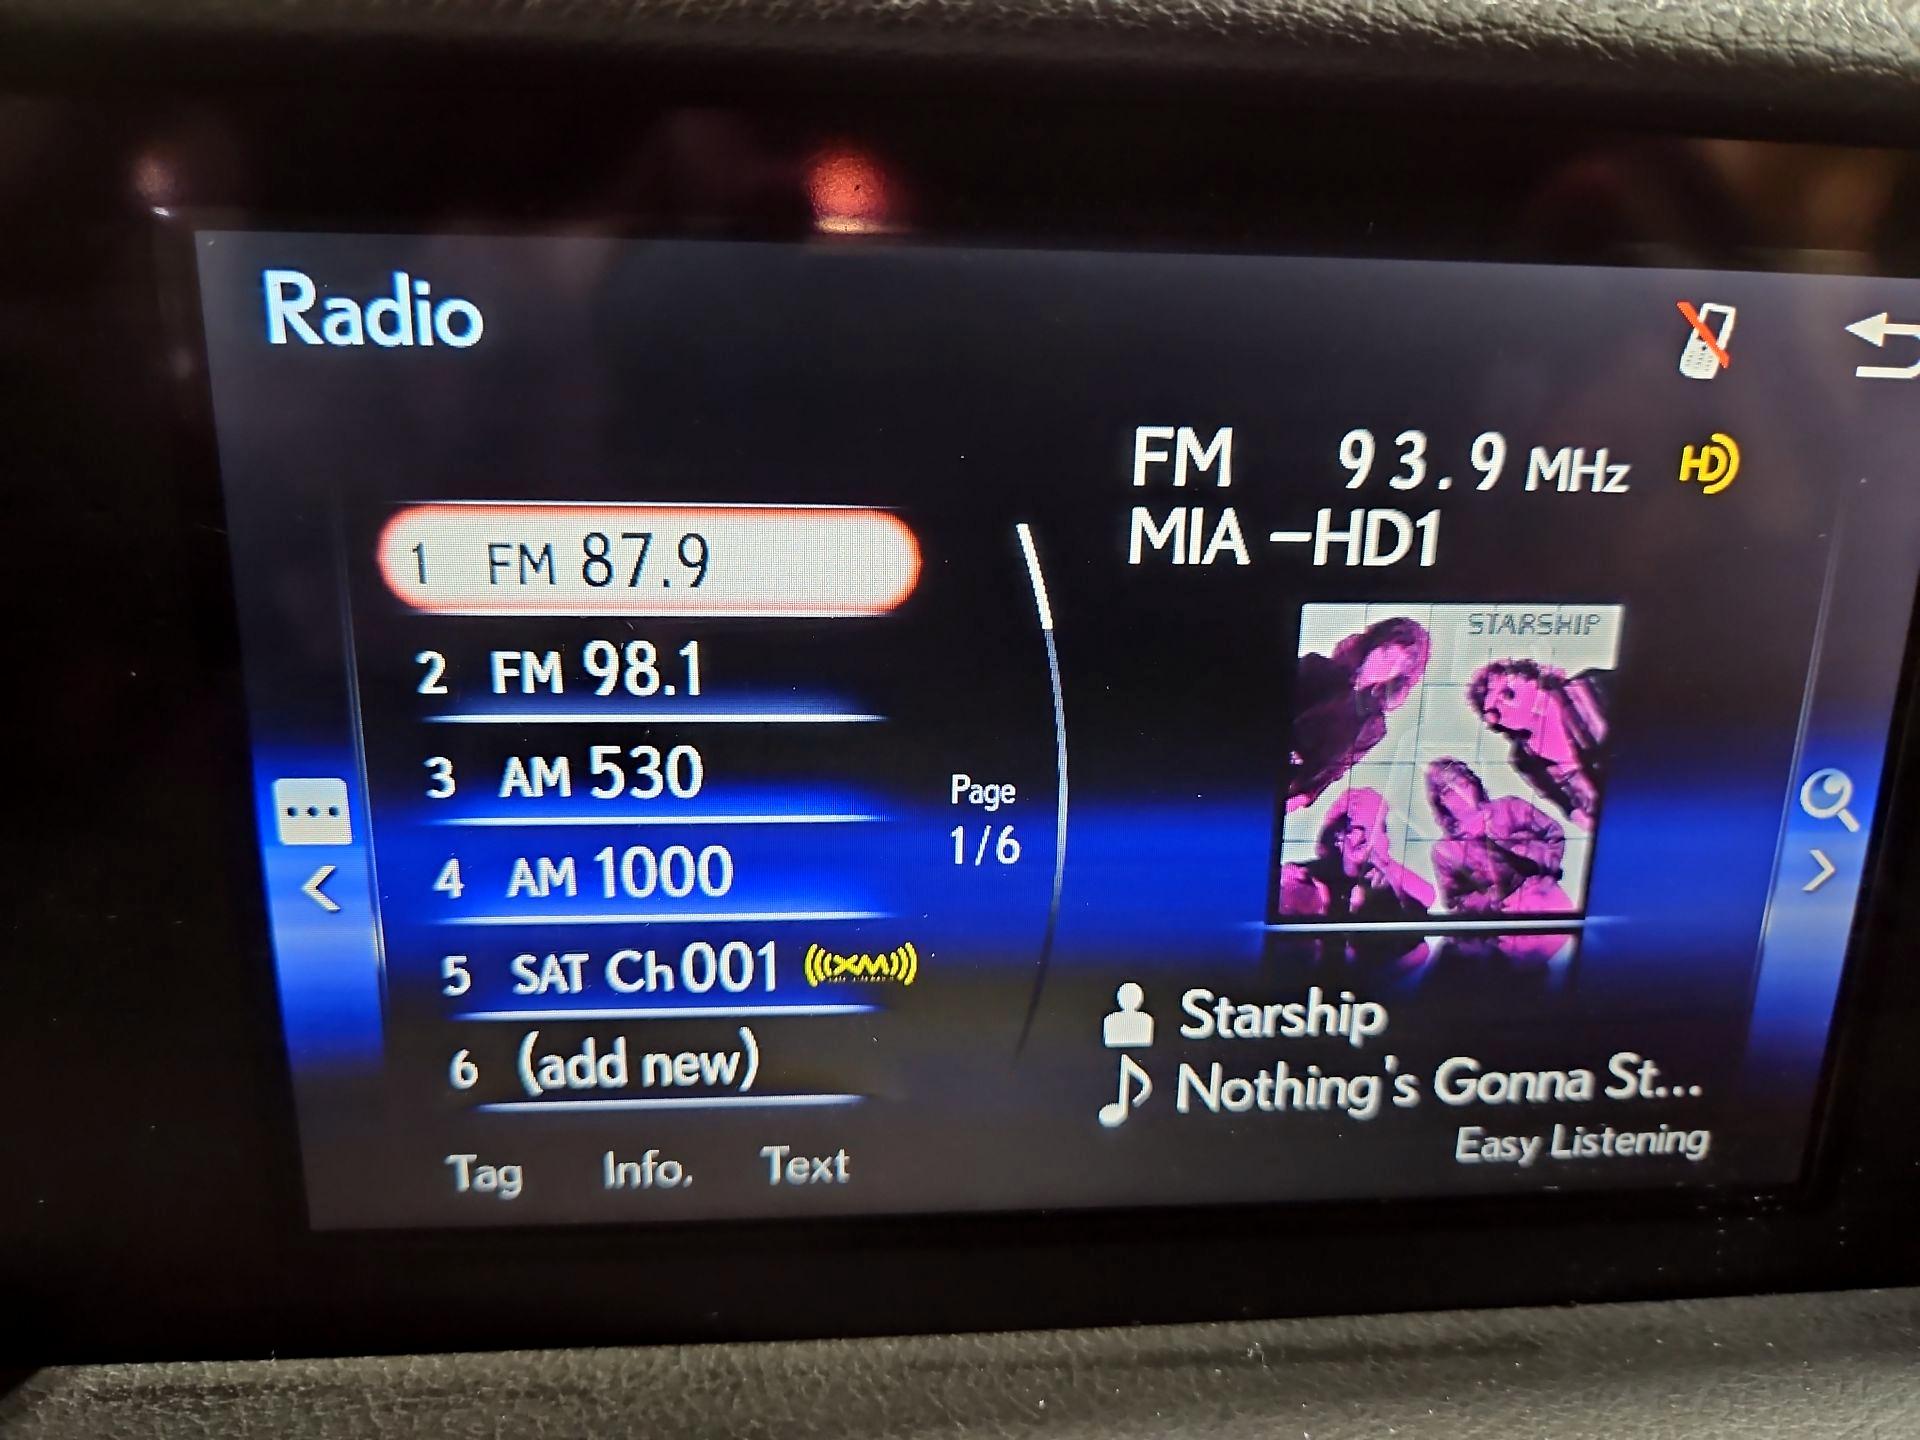 Radio
FM 93.9 MHz HD
MIA -HD1
1 FM 87.9
2 FM 98.1
3 AM 530
4 AM 1000
5 SAT Ch001 ((XM))
6 (add new)
Page
1/6
STARSHIP
Starship
Nothing's Gonna St...
Easy Listening
Tag Info. Text